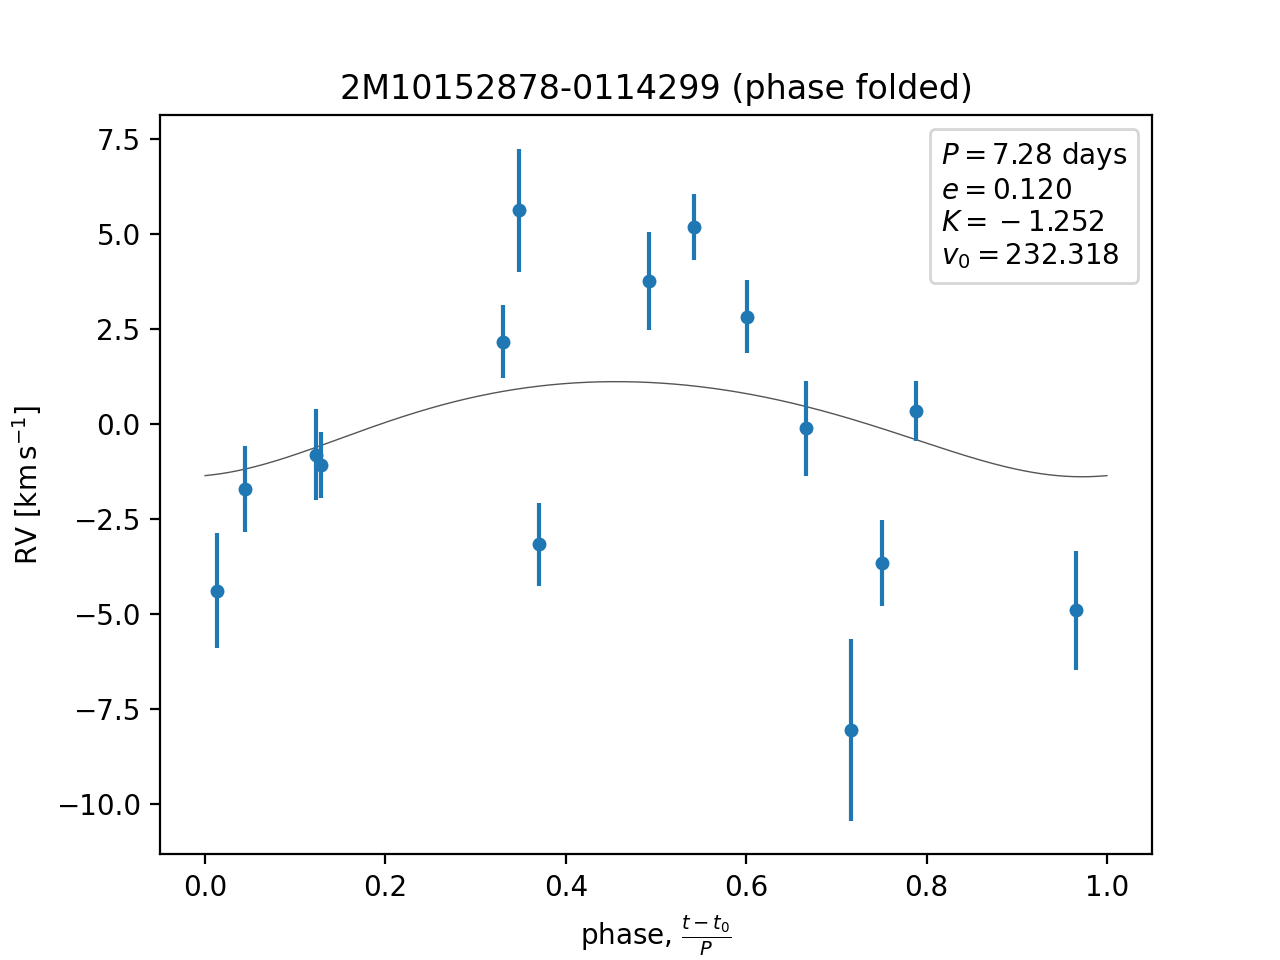 2M10152878-0114299 (phase folded)
P = 7.28 days
e = 0.120
K = −1.252
v₀ = 232.318
7.5
5.0
2.5
0.0
−2.5
−5.0
−7.5
−10.0
RV [km s⁻¹]
0.0 0.2 0.4 0.6 0.8 1.0
phase, (t − t₀)/P